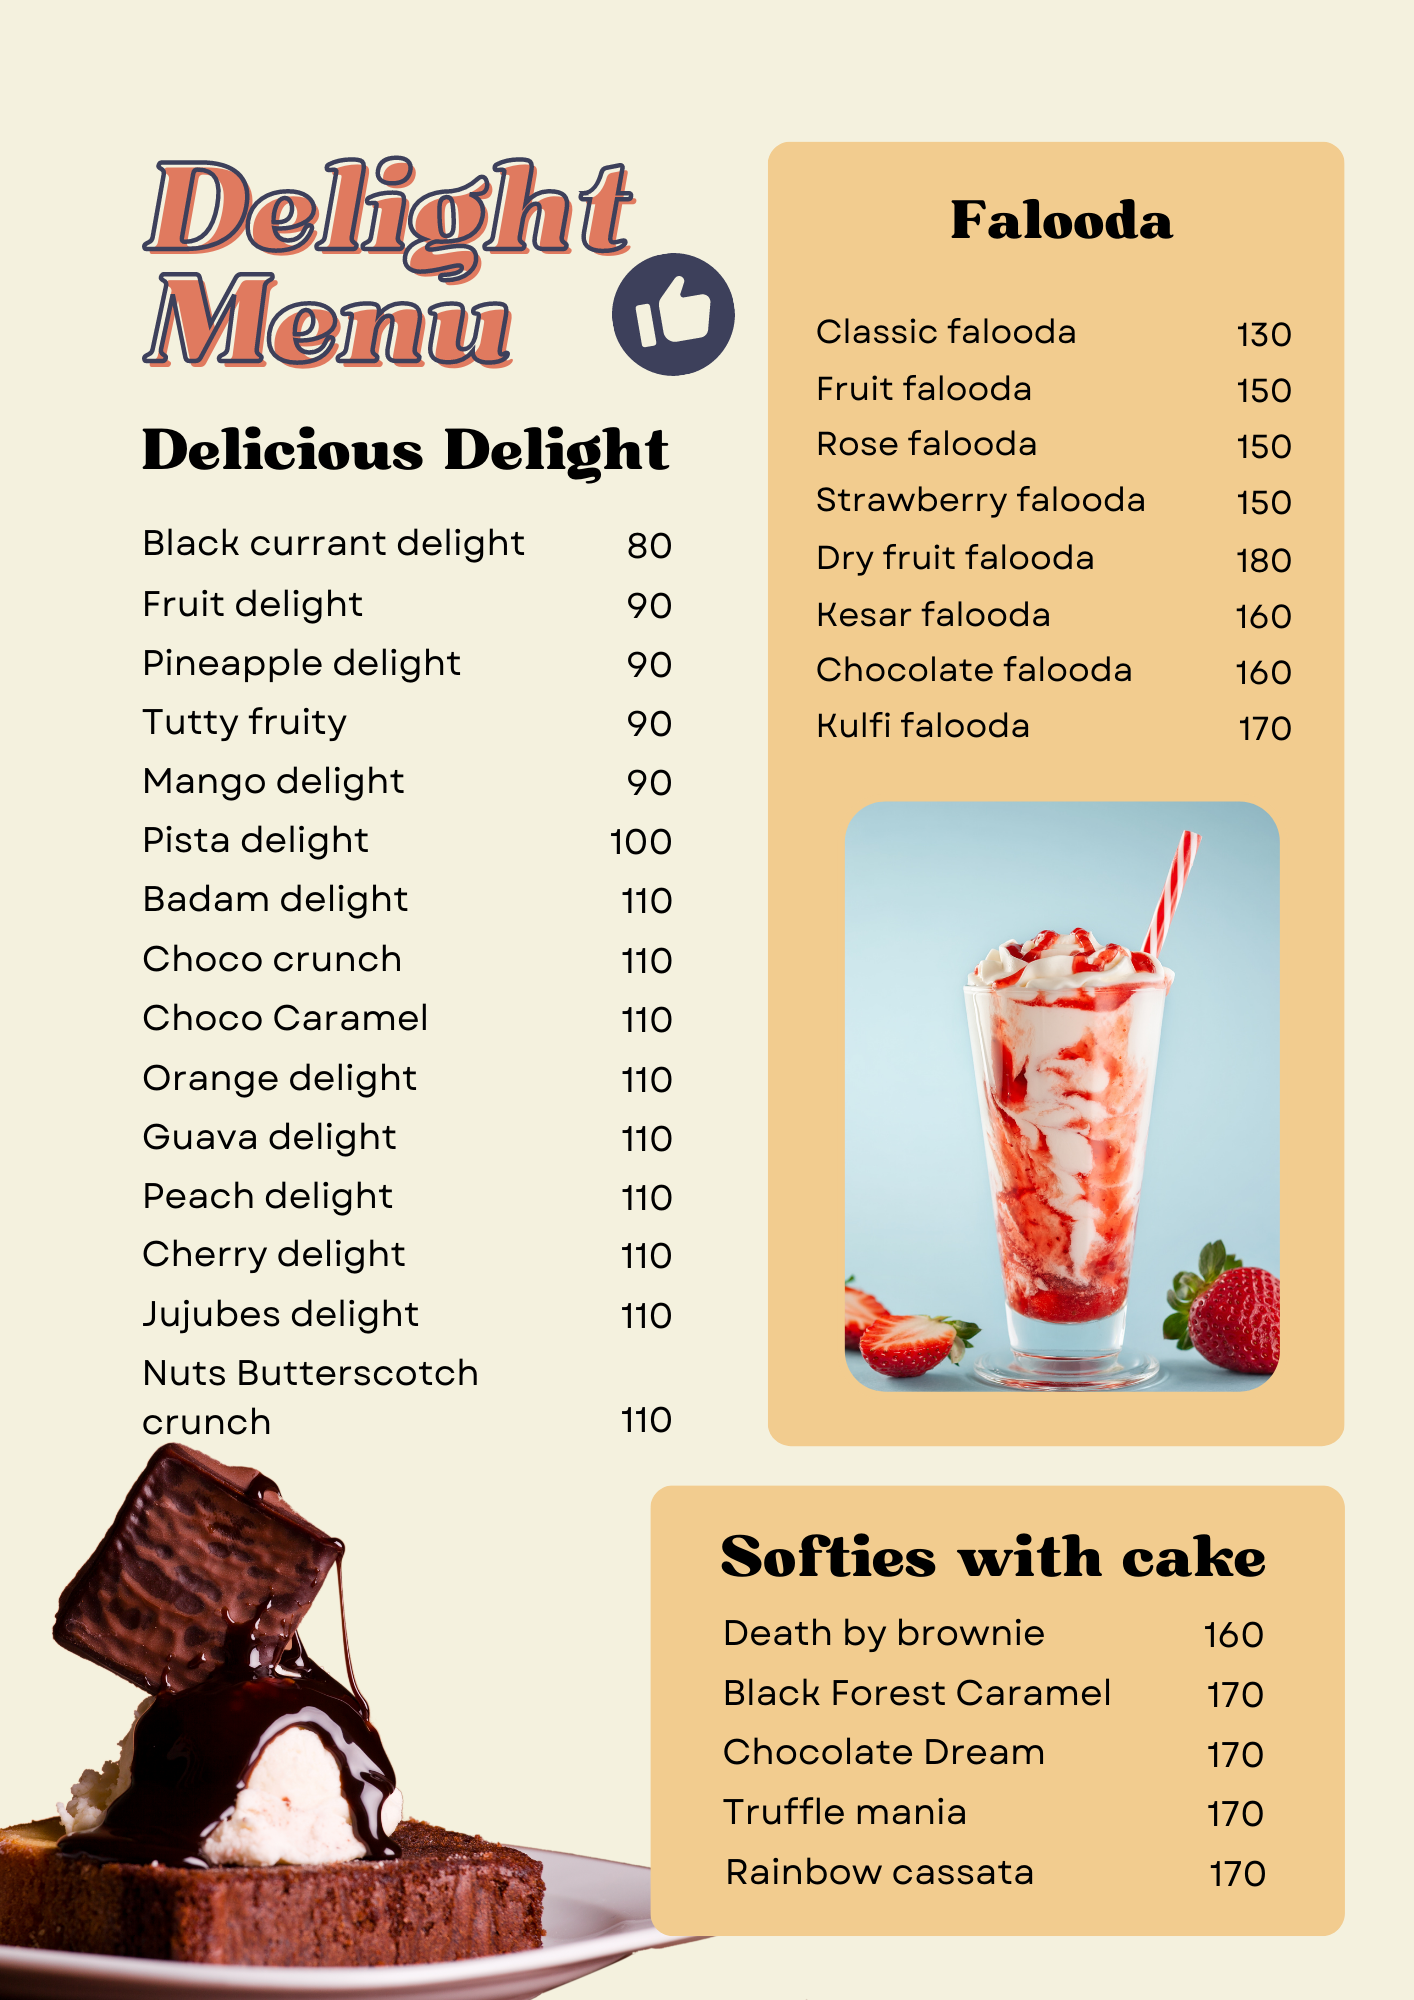 Delight
Menu
Delicious Delight
Black currant delight 80
Fruit delight 90
Pineapple delight 90
Tutty fruity 90
Mango delight 90
Pista delight 100
Badam delight 110
Choco crunch 110
Choco Caramel 110
Orange delight 110
Guava delight 110
Peach delight 110
Cherry delight 110
Jujubes delight 110
Nuts Butterscotch
crunch 110
Falooda
Classic falooda 130
Fruit falooda 150
Rose falooda 150
Strawberry falooda 150
Dry fruit falooda 180
Kesar falooda 160
Chocolate falooda 160
Kulfi falooda 170
Softies with cake
Death by brownie 160
Black Forest Caramel 170
Chocolate Dream 170
Truffle mania 170
Rainbow cassata 170